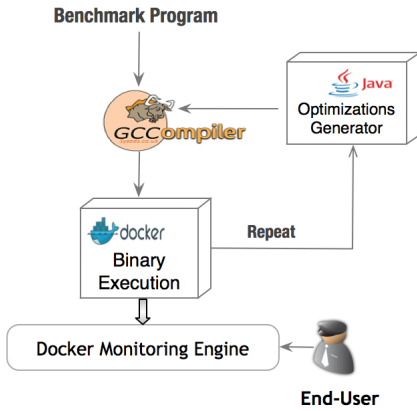 Benchmark Program
Java
Optimizations
Generator
GCCompiler
docker
Repeat
Binary
Execution
Docker Monitoring Engine
End-User